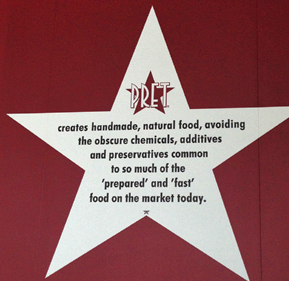 PRET
creates handmade, natural food, avoiding
the obscure chemicals, additives
and preservatives common
to so much of the
'prepared' and 'fast'
food on the market today.